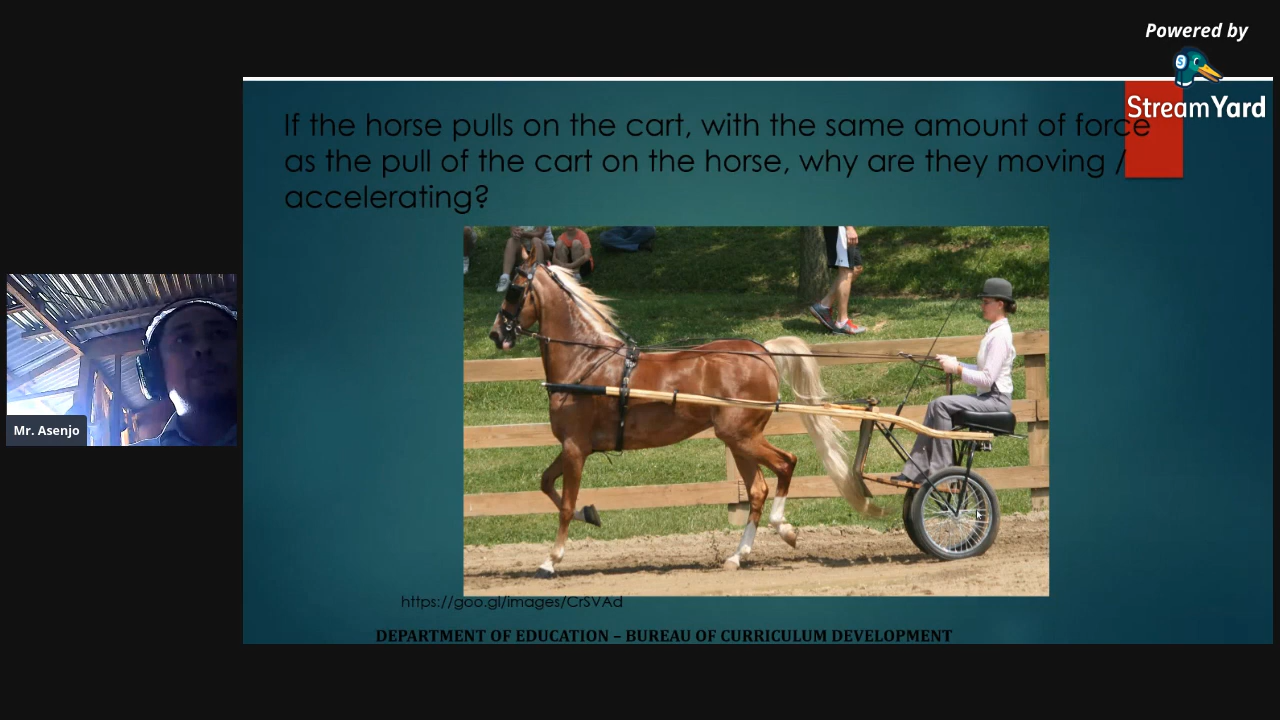 Powered by
StreamYard
If the horse pulls on the cart, with the same amount of force
as the pull of the cart on the horse, why are they moving /
accelerating?
Mr. Asenjo
https://goo.gl/images/CrSVAd
DEPARTMENT OF EDUCATION – BUREAU OF CURRICULUM DEVELOPMENT